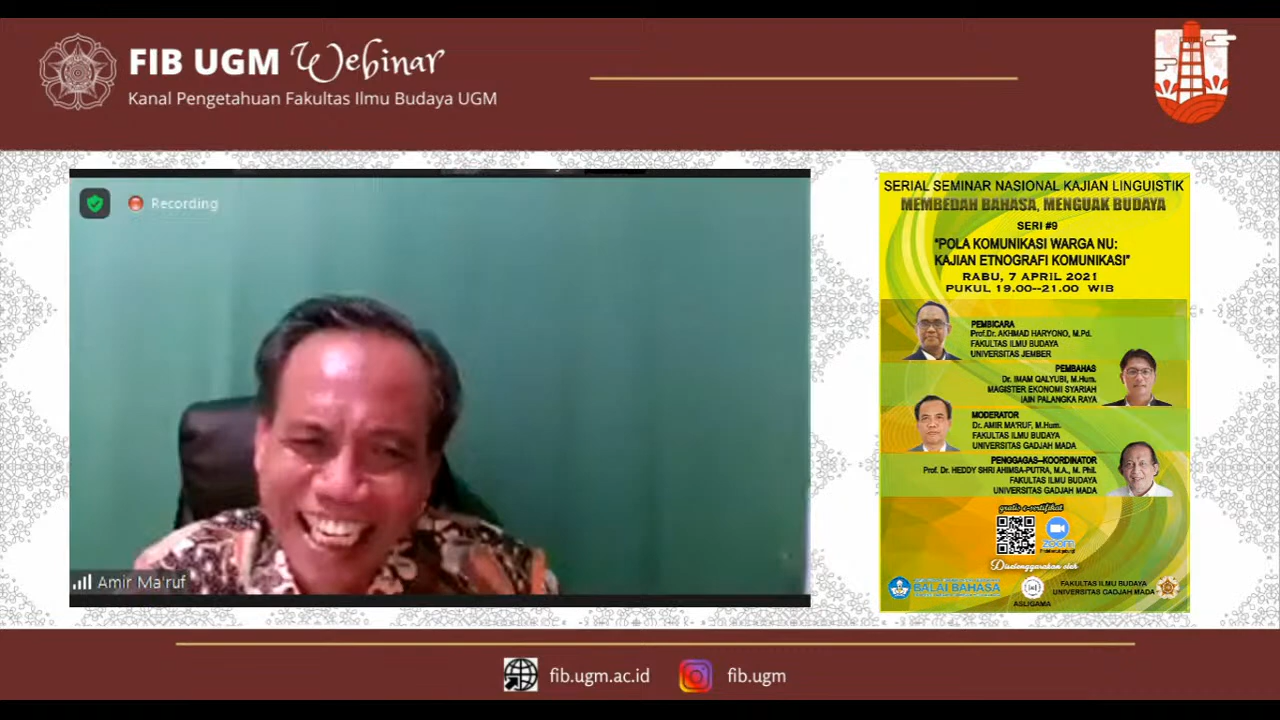 FIB UGM Webinar
Kanal Pengetahuan Fakultas Ilmu Budaya UGM
Recording
Amir Ma'ruf
SERIAL SEMINAR NASIONAL KAJIAN LINGUISTIK
MEMBEDAH BAHASA, MENGUAK BUDAYA
SERI #9
"POLA KOMUNIKASI WARGA NU:
KAJIAN ETNOGRAFI KOMUNIKASI"
RABU, 7 APRIL 2021
PUKUL 19.00--21.00 WIB
PEMBICARA
Prof.Dr. AKHMAD HARYONO, M.Pd.
FAKULTAS ILMU BUDAYA
UNIVERSITAS JEMBER
PEMBAHAS
Dr. IMAM QALYUBI, M.Hum.
MAGISTER EKONOMI SYARIAH
IAIN PALANGKA RAYA
MODERATOR
Dr. AMIR MA'RUF, M.Hum.
FAKULTAS ILMU BUDAYA
UNIVERSITAS GADJAH MADA
PENGGAGAS--KOORDINATOR
Prof. Dr. HEDDY SHRI AHIMSA-PUTRA, M.A., M. Phil.
FAKULTAS ILMU BUDAYA
UNIVERSITAS GADJAH MADA
gratis e-sertifikat
ZOOM
Diselenggarakan oleh
BALAI BAHASA
ASLIGAMA
FAKULTAS ILMU BUDAYA
UNIVERSITAS GADJAH MADA
fib.ugm.ac.id
fib.ugm